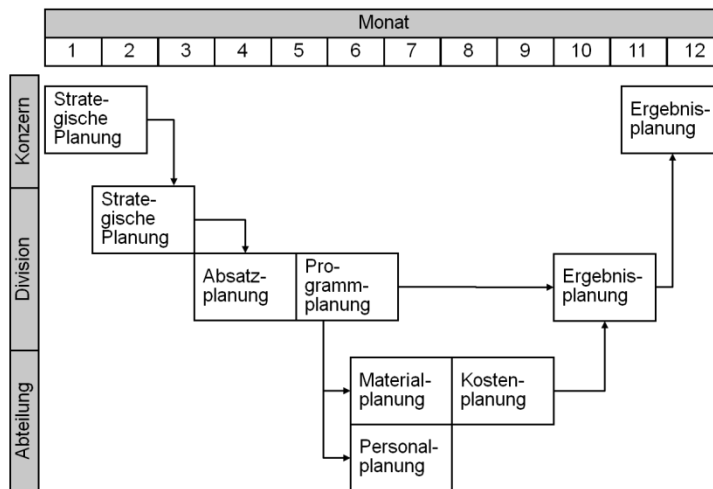 Monat
1 2 3 4 5 6 7 8 9 10 11 12
Konzern
Strate-
gische
Planung
Ergebnis-
planung
Division
Strate-
gische
Planung
Absatz-
planung
Pro-
gramm-
planung
Ergebnis-
planung
Abteilung
Material-
planung
Kosten-
planung
Personal-
planung